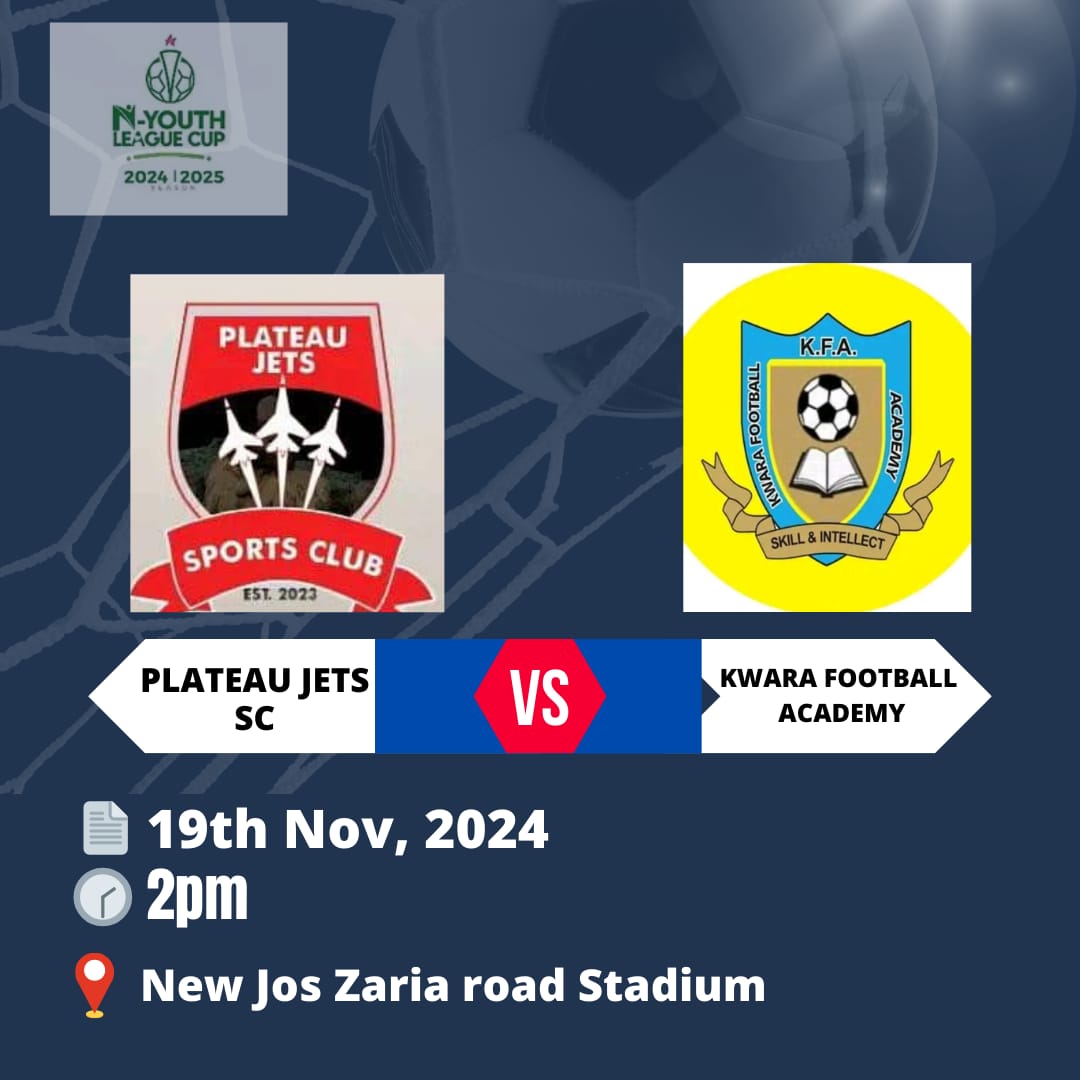 N-YOUTH
LEAGUE CUP
2024 | 2025
SEASON
PLATEAU
JETS
SPORTS CLUB
EST. 2023
K.F.A.
KWARA FOOTBALL
ACADEMY
SKILL & INTELLECT
PLATEAU JETS
SC
VS
KWARA FOOTBALL
ACADEMY
19th Nov, 2024
2pm
New Jos Zaria road Stadium